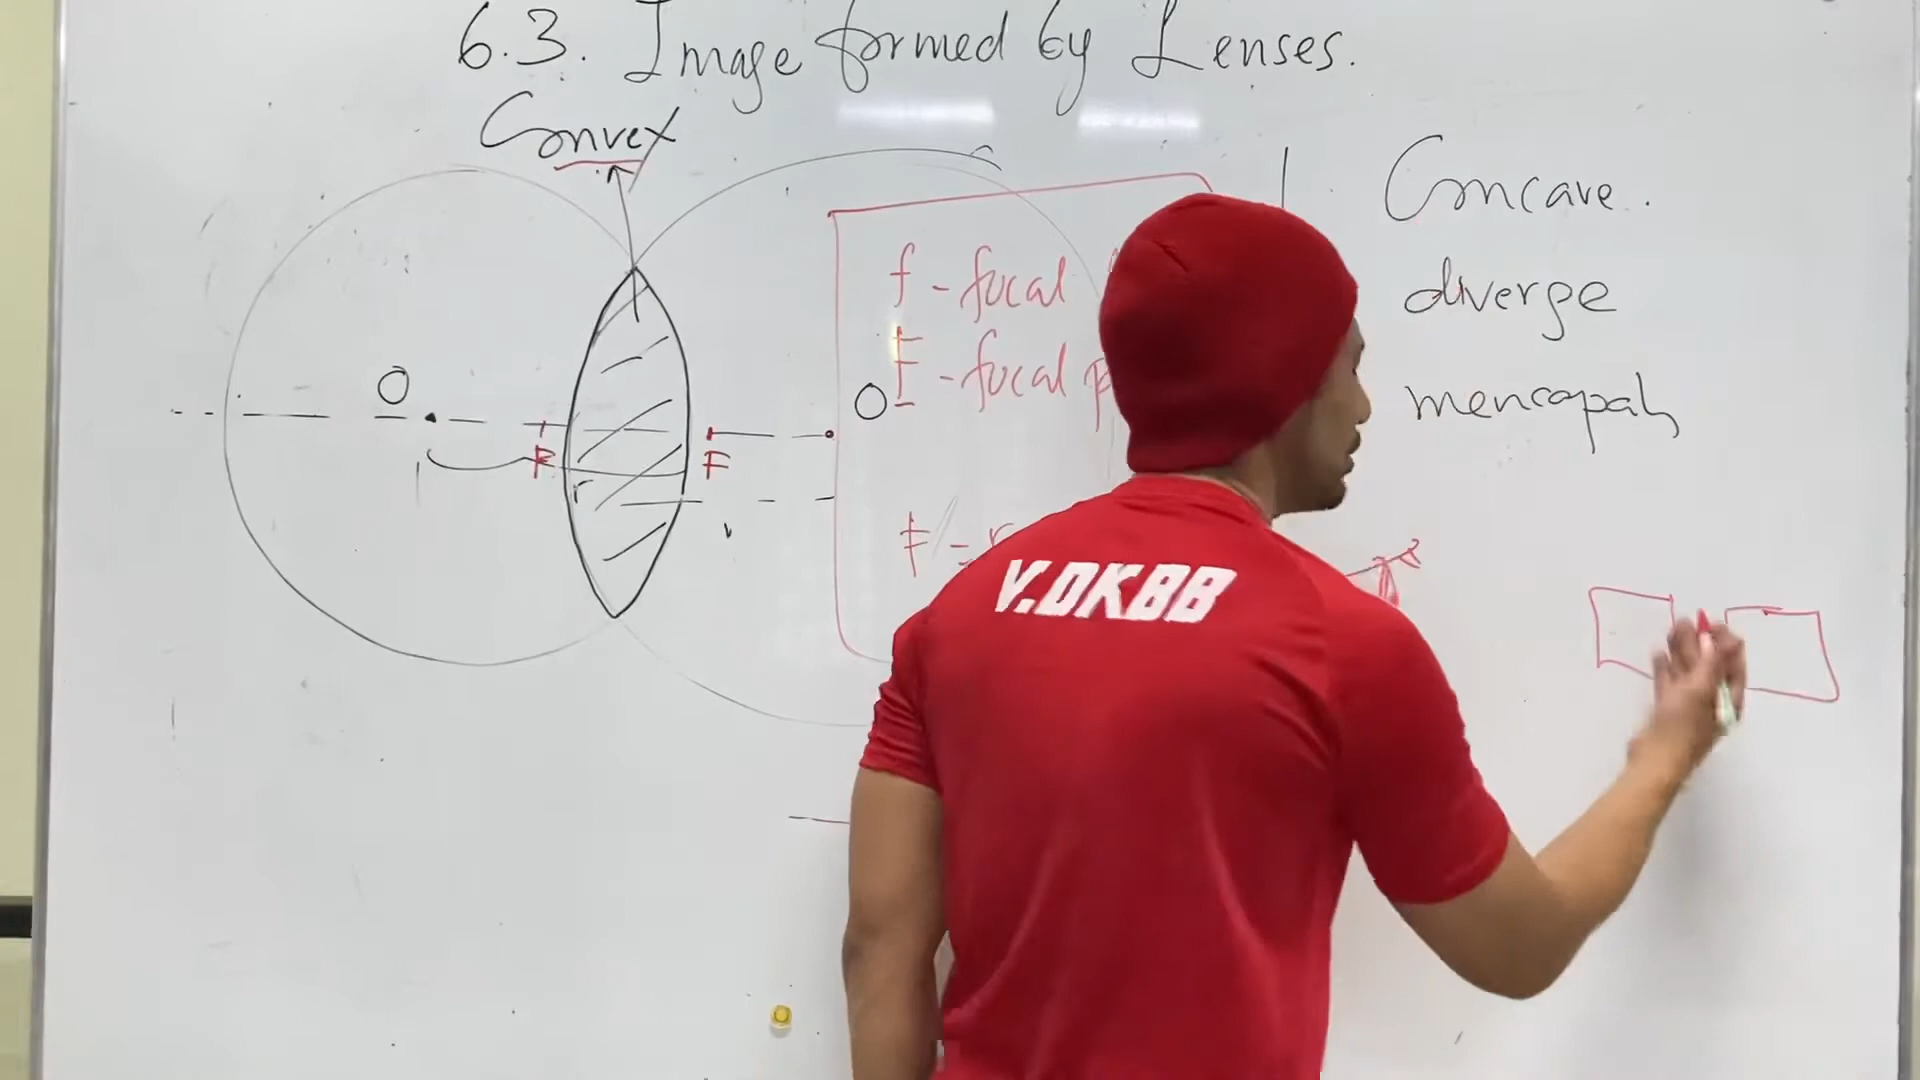 6.3. Image formed by Lenses.
Convex
Concave.
diverge
mencapah
f - focal
F - focal
O
O
F
F
r
f -
V.DKBB